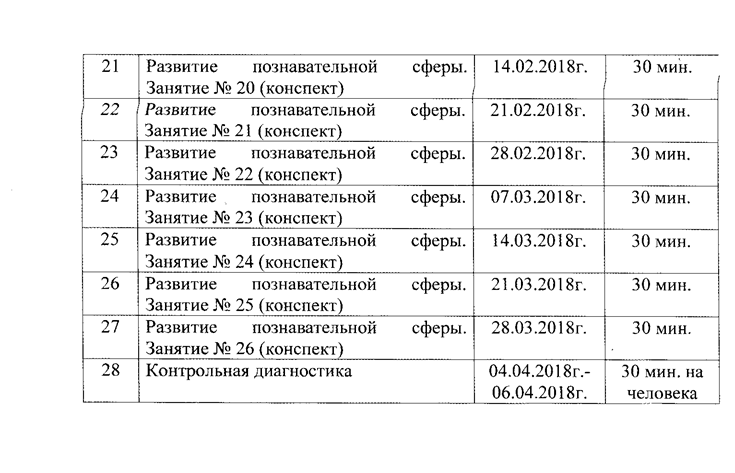 21 Развитие познавательной сферы. 14.02.2018г. 30 мин.
Занятие № 20 (конспект)
22 Развитие познавательной сферы. 21.02.2018г. 30 мин.
Занятие № 21 (конспект)
23 Развитие познавательной сферы. 28.02.2018г. 30 мин.
Занятие № 22 (конспект)
24 Развитие познавательной сферы. 07.03.2018г. 30 мин.
Занятие № 23 (конспект)
25 Развитие познавательной сферы. 14.03.2018г. 30 мин.
Занятие № 24 (конспект)
26 Развитие познавательной сферы. 21.03.2018г. 30 мин.
Занятие № 25 (конспект)
27 Развитие познавательной сферы. 28.03.2018г. 30 мин.
Занятие № 26 (конспект)
28 Контрольная диагностика 04.04.2018г.- 30 мин. на
06.04.2018г. человека